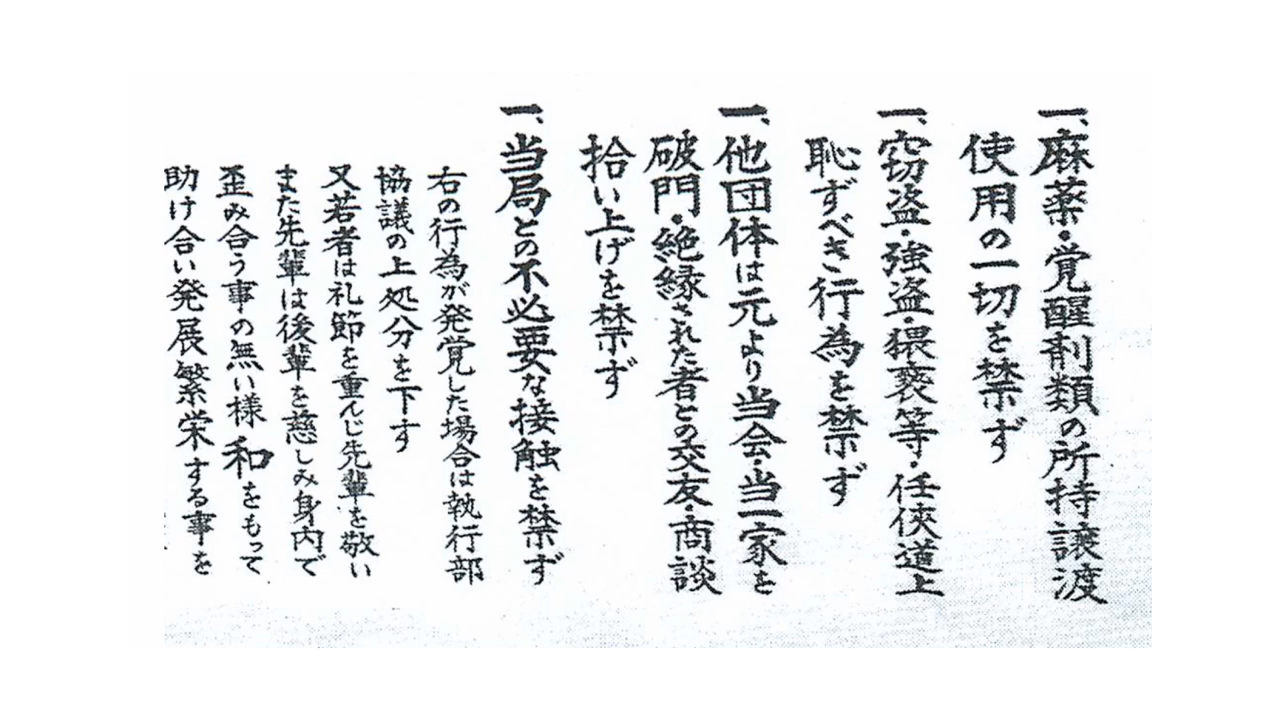 一、麻薬・覚醒剤類の所持譲渡
使用の一切を禁ず
一、窃盗・強盗・猥褻等・任侠道上
恥ずべき行為を禁ず
一、他団体は元より当会・当一家を
破門・絶縁された者との交友・商談
拾い上げを禁ず
一、当局との不必要な接触を禁ず
右の行為が発覚した場合は執行部
協議の上処分を下す
又若者は礼節を重んじ先輩を敬い
また先輩は後輩を慈しみ身内で
歪み合う事の無い様和をもって
助け合い発展繁栄する事を